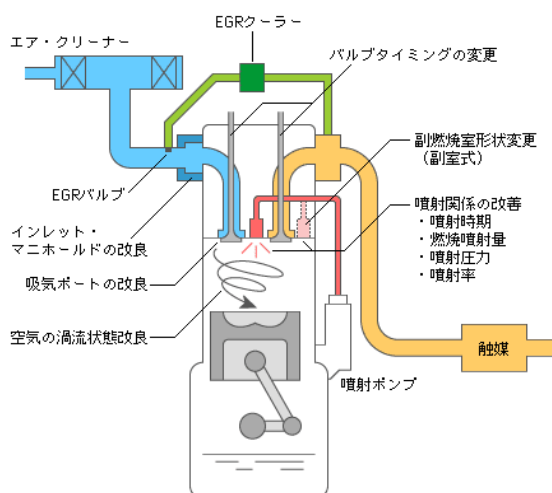 EGRクーラー
エア・クリーナー
バルブタイミングの変更
副燃焼室形状変更
（副室式）
EGRバルブ
噴射関係の改善
・噴射時期
・燃焼噴射量
・噴射圧力
・噴射率
インレット・
マニホールドの改良
吸気ポートの改良
空気の渦流状態改良
触媒
噴射ポンプ